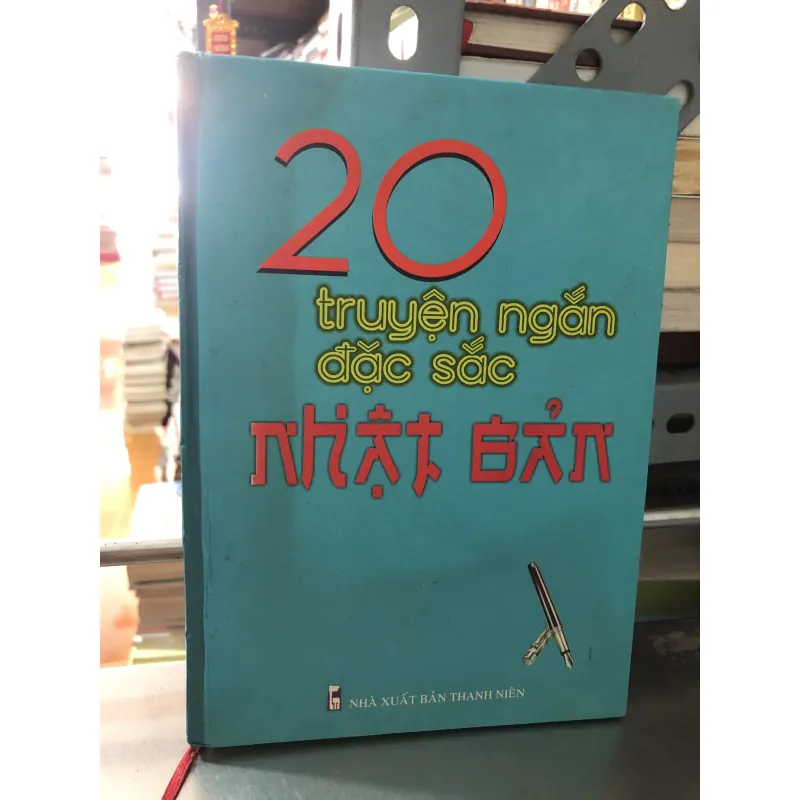 20
truyện ngắn
đặc sắc
NHẬT BẢN
NHÀ XUẤT BẢN THANH NIÊN